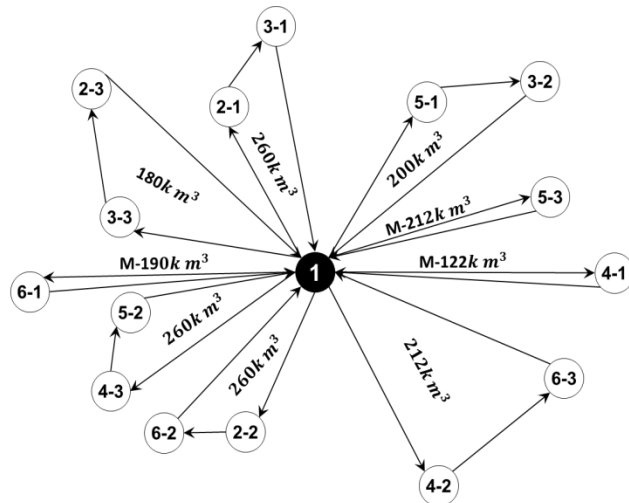 3-1
2-3
3-2
2-1
5-1
260k m³
200k m³
180k m³
5-3
3-3
M-212k m³
M-190k m³
1
M-122k m³
4-1
6-1
5-2
260k m³
260k m³
212k m³
4-3
6-3
6-2
2-2
4-2